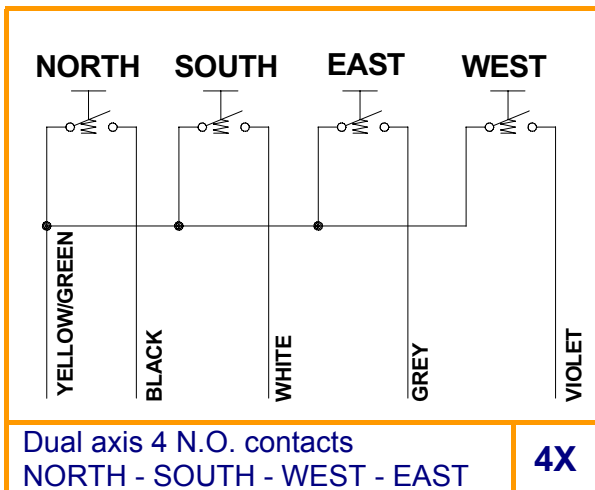 NORTH SOUTH EAST WEST
YELLOW/GREEN
BLACK
WHITE
GREY
VIOLET
Dual axis 4 N.O. contacts
NORTH - SOUTH - WEST - EAST
4X